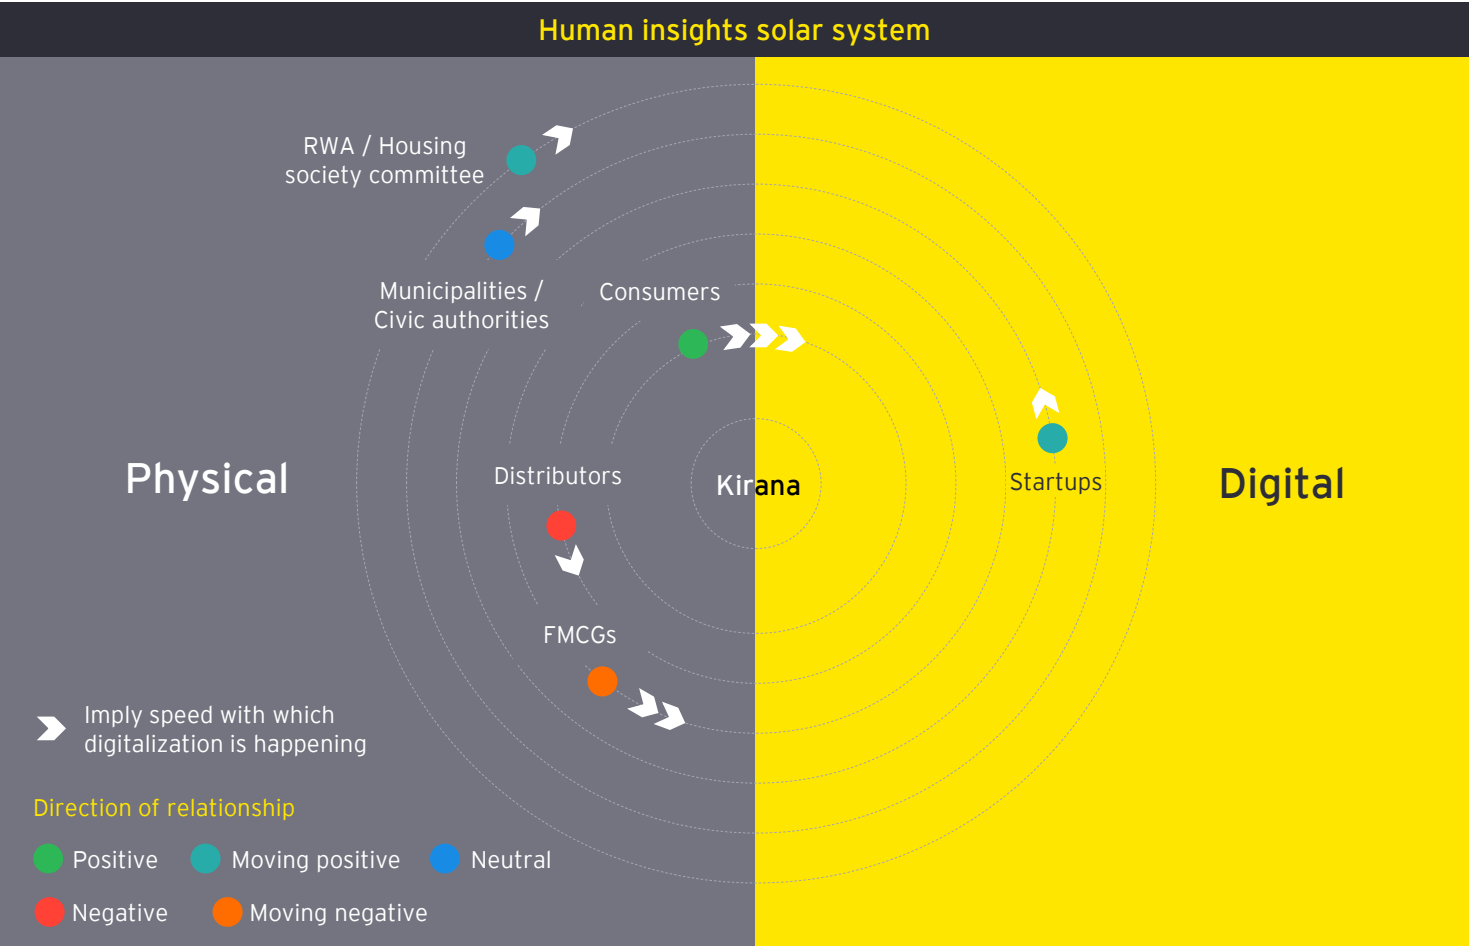 Human insights solar system
RWA / Housing
society committee
Municipalities /
Civic authorities
Consumers
Physical
Distributors
Kirana
Startups
Digital
FMCGs
Imply speed with which
digitalization is happening
Direction of relationship
Positive
Moving positive
Neutral
Negative
Moving negative